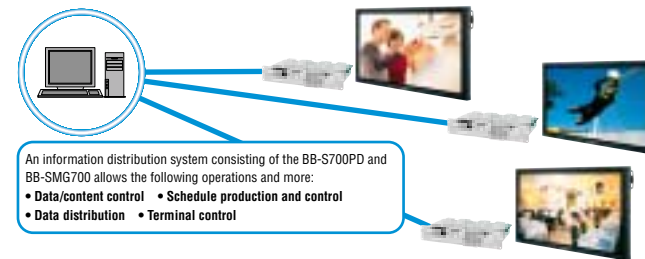 An information distribution system consisting of the BB-S700PD and
BB-SMG700 allows the following operations and more:
• Data/content control • Schedule production and control
• Data distribution • Terminal control